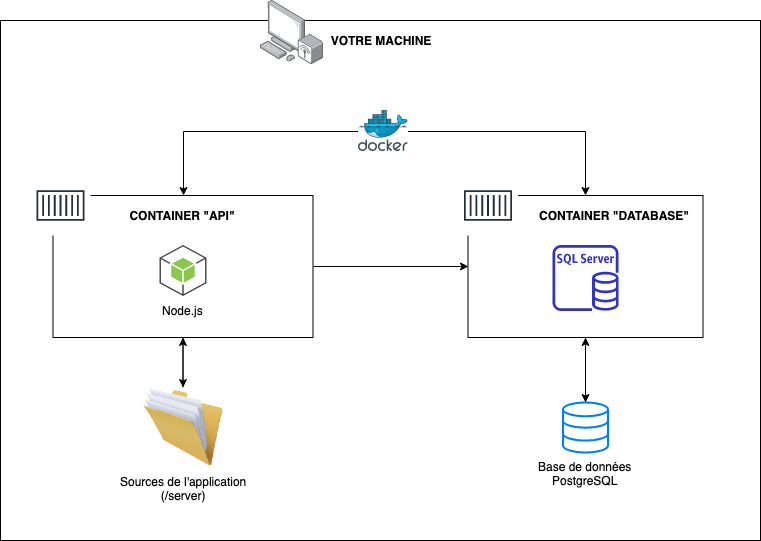 VOTRE MACHINE
docker
CONTAINER "API"
CONTAINER "DATABASE"
SQL Server
Node.js
Sources de l'application
(/server)
Base de données
PostgreSQL